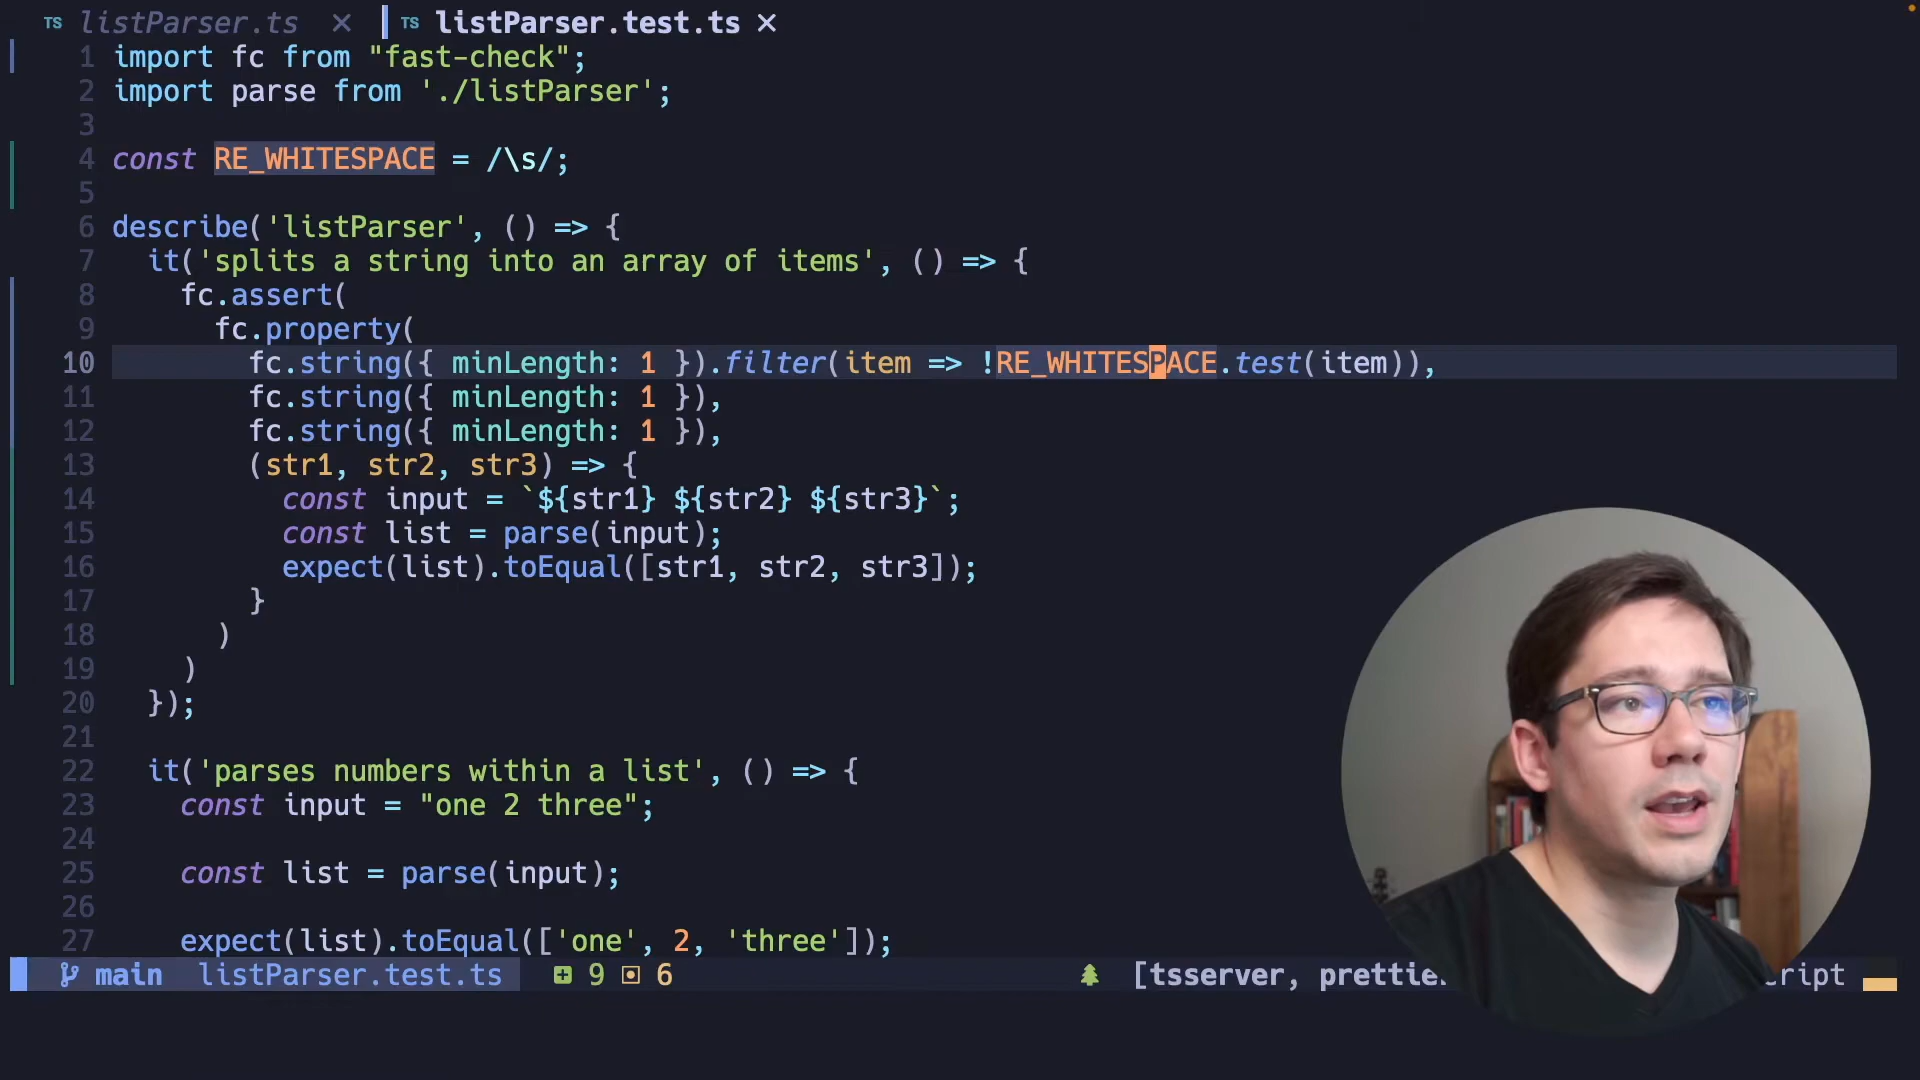 TS listParser.ts × TS listParser.test.ts ×
1 import fc from "fast-check";
2 import parse from './listParser';
3
4 const RE_WHITESPACE = /\s/;
5
6 describe('listParser', () => {
7 it('splits a string into an array of items', () => {
8 fc.assert(
9 fc.property(
10 fc.string({ minLength: 1 }).filter(item => !RE_WHITESPACE.test(item)),
11 fc.string({ minLength: 1 }),
12 fc.string({ minLength: 1 }),
13 (str1, str2, str3) => {
14 const input = `${str1} ${str2} ${str3}`;
15 const list = parse(input);
16 expect(list).toEqual([str1, str2, str3]);
17 }
18 )
19 )
20 });
21
22 it('parses numbers within a list', () => {
23 const input = "one 2 three";
24
25 const list = parse(input);
26
27 expect(list).toEqual(['one', 2, 'three']);
main listParser.test.ts 9 6 [tsserver, prettie cript